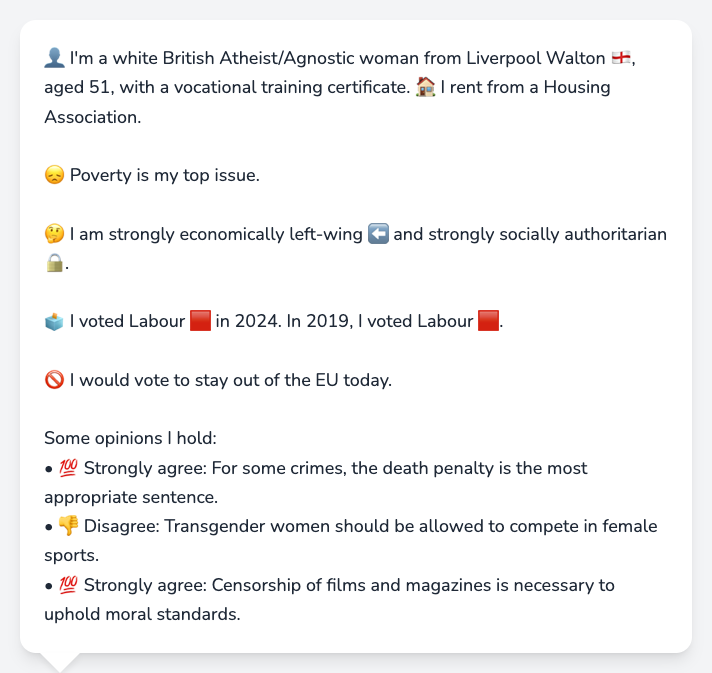 👤 I'm a white British Atheist/Agnostic woman from Liverpool Walton 🏴󠁧󠁢󠁥󠁮󠁧󠁿,
aged 51, with a vocational training certificate. 🏠 I rent from a Housing
Association.
😞 Poverty is my top issue.
🤔 I am strongly economically left-wing ⬅️ and strongly socially authoritarian
🔒.
🗳️ I voted Labour 🟥 in 2024. In 2019, I voted Labour 🟥.
🚫 I would vote to stay out of the EU today.
Some opinions I hold:
• 💯 Strongly agree: For some crimes, the death penalty is the most
appropriate sentence.
• 👎 Disagree: Transgender women should be allowed to compete in female
sports.
• 💯 Strongly agree: Censorship of films and magazines is necessary to
uphold moral standards.